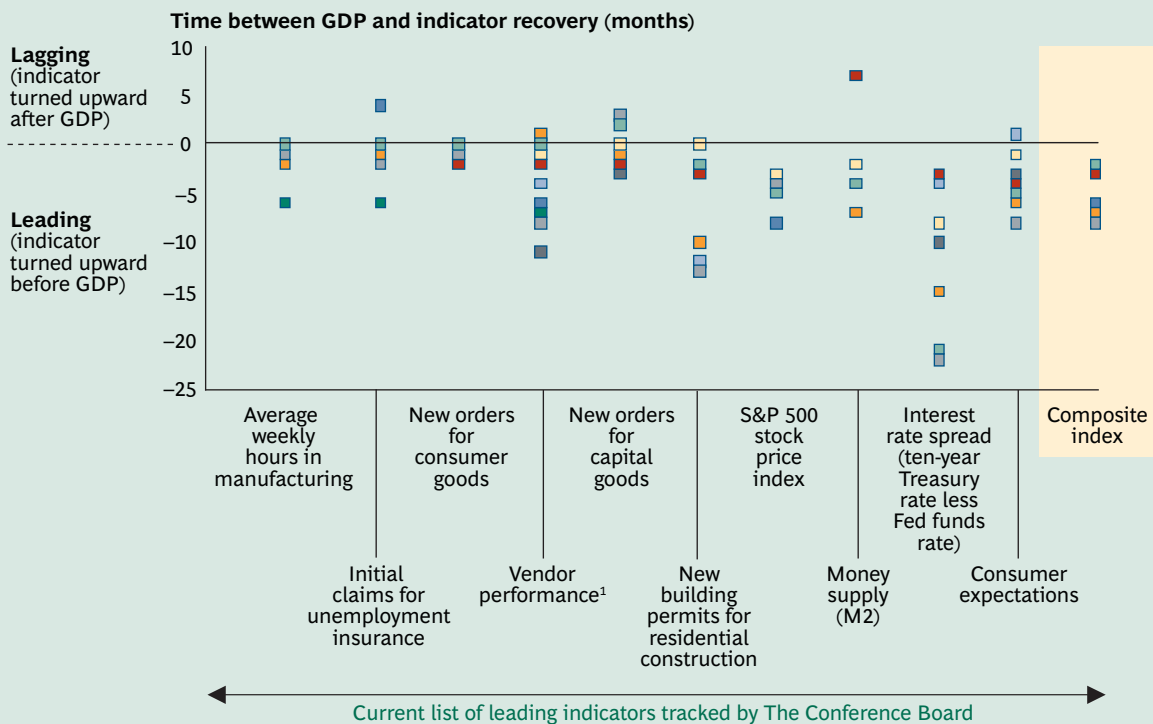 Time between GDP and indicator recovery (months)
Lagging
(indicator
turned upward
after GDP)
Leading
(indicator
turned upward
before GDP)
10
5
0
–5
–10
–15
–20
–25
Average
weekly
hours in
manufacturing
Initial
claims for
unemployment
insurance
New orders
for
consumer
goods
Vendor
performance¹
New orders
for
capital
goods
New
building
permits for
residential
construction
S&P 500
stock
price
index
Money
supply
(M2)
Interest
rate spread
(ten-year
Treasury
rate less
Fed funds
rate)
Consumer
expectations
Composite
index
Current list of leading indicators tracked by The Conference Board